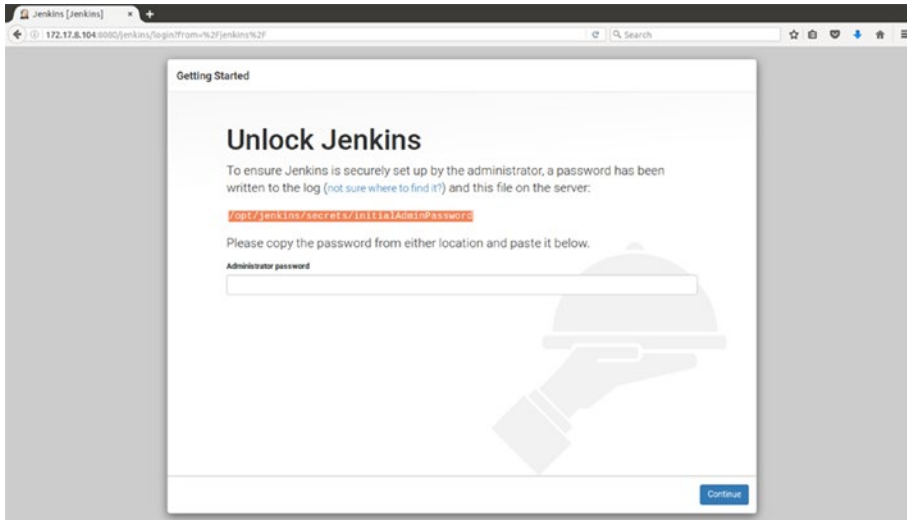 Jenkins [Jenkins]
172.17.8.104:8080/jenkins/login?from=%2Fjenkins%2F
Search
Getting Started
Unlock Jenkins
To ensure Jenkins is securely set up by the administrator, a password has been
written to the log (not sure where to find it?) and this file on the server:
/opt/jenkins/secrets/initialAdminPassword
Please copy the password from either location and paste it below.
Administrator password
Continue